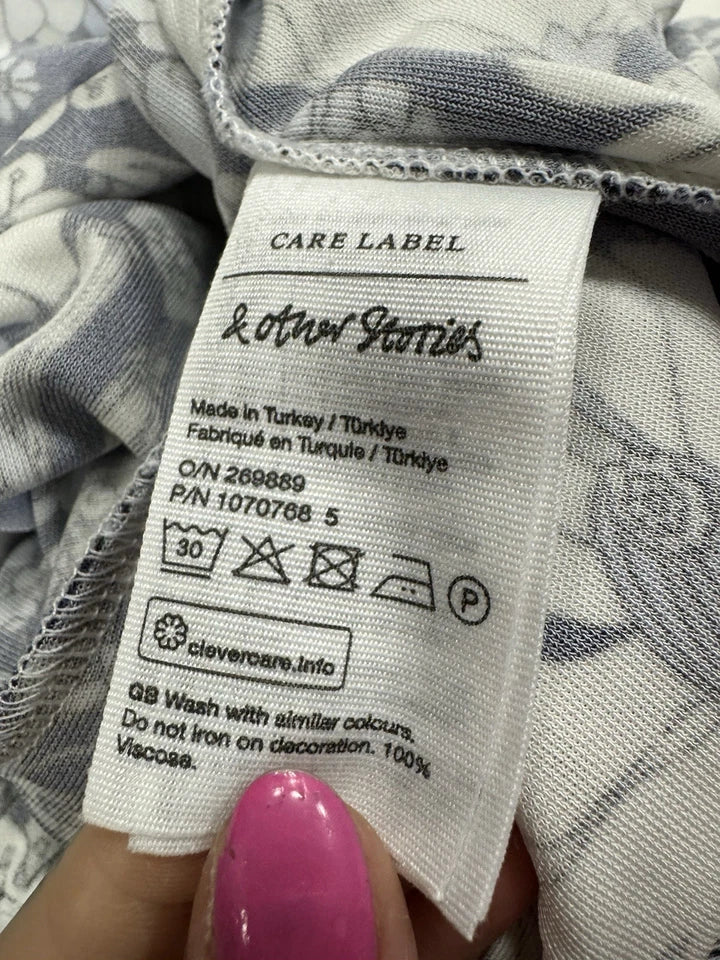 CARE LABEL
& other Stories
Made in Turkey / Türkiye
Fabriqué en Turquie / Türkiye
O/N 269889
P/N 1070768 5
30
P
clevercare.info
GB Wash with similar colours.
Do not iron on decoration. 100%
Viscose.